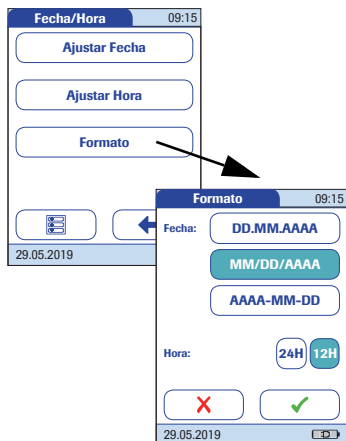 Fecha/Hora 09:15
Ajustar Fecha
Ajustar Hora
Formato
29.05.2019
Formato 09:15
Fecha: DD.MM.AAAA
MM/DD/AAAA
AAAA-MM-DD
Hora: 24H 12H
29.05.2019